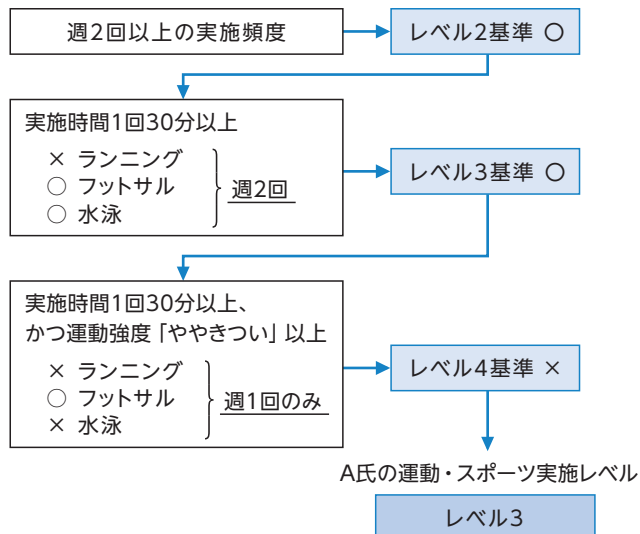 週2回以上の実施頻度
レベル2基準 ○
実施時間1回30分以上
× ランニング
○ フットサル
○ 水泳
週2回
レベル3基準 ○
実施時間1回30分以上、
かつ運動強度「ややきつい」以上
× ランニング
○ フットサル
× 水泳
週1回のみ
レベル4基準 ×
A氏の運動・スポーツ実施レベル
レベル3